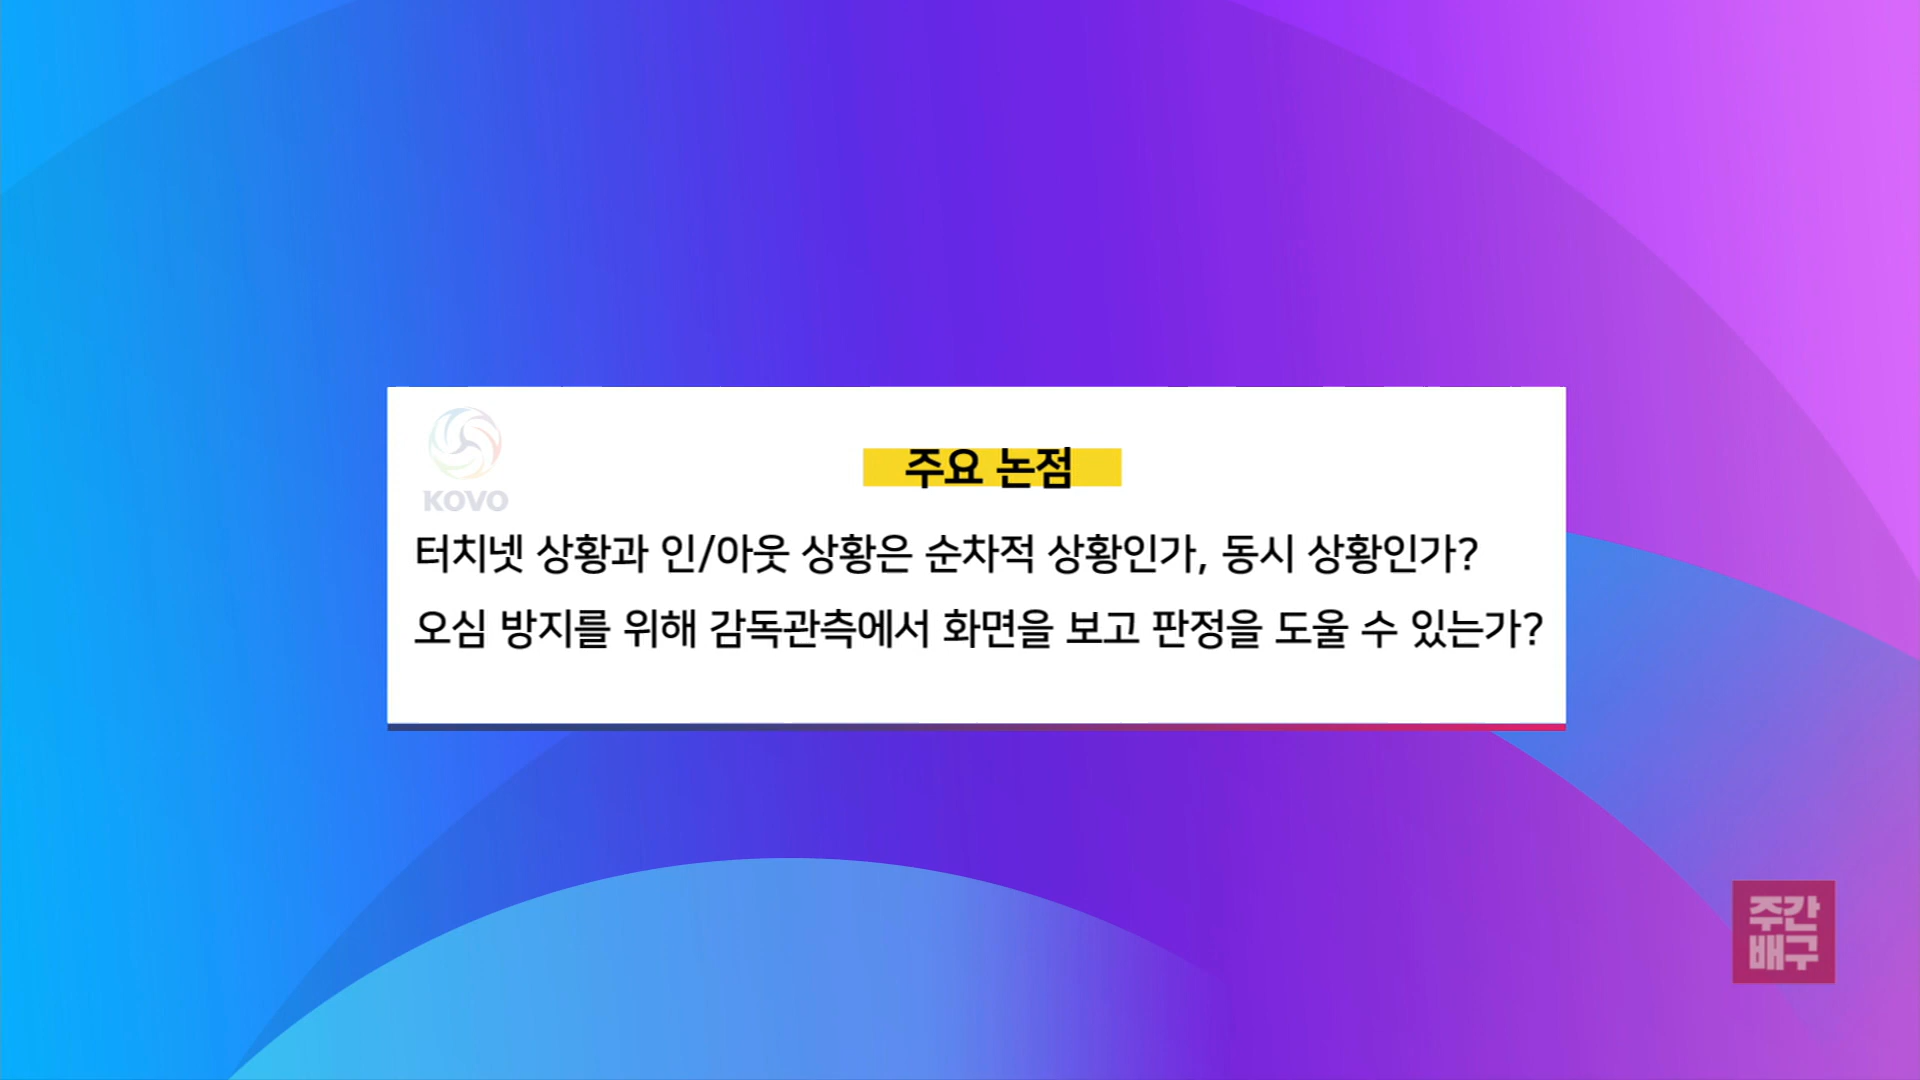 KOVO
주요 논점
터치넷 상황과 인/아웃 상황은 순차적 상황인가, 동시 상황인가?
오심 방지를 위해 감독관측에서 화면을 보고 판정을 도울 수 있는가?
주간
배구